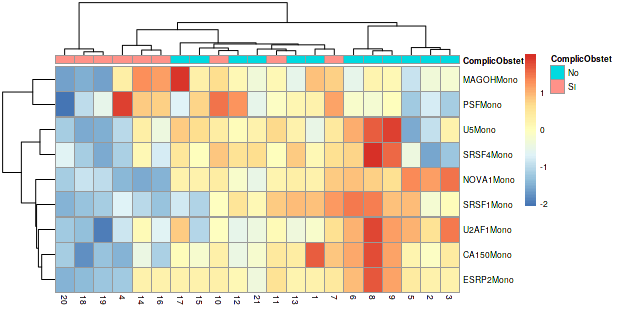 ComplicObstet
ComplicObstet
No
SI
MAGOHMono
PSFMono
U5Mono
SRSF4Mono
NOVA1Mono
SRSF1Mono
U2AF1Mono
CA150Mono
ESRP2Mono
1
0
-1
-2
20 18 19 4 14 16 17 15 10 12 21 11 13 1 7 6 8 9 5 2 3